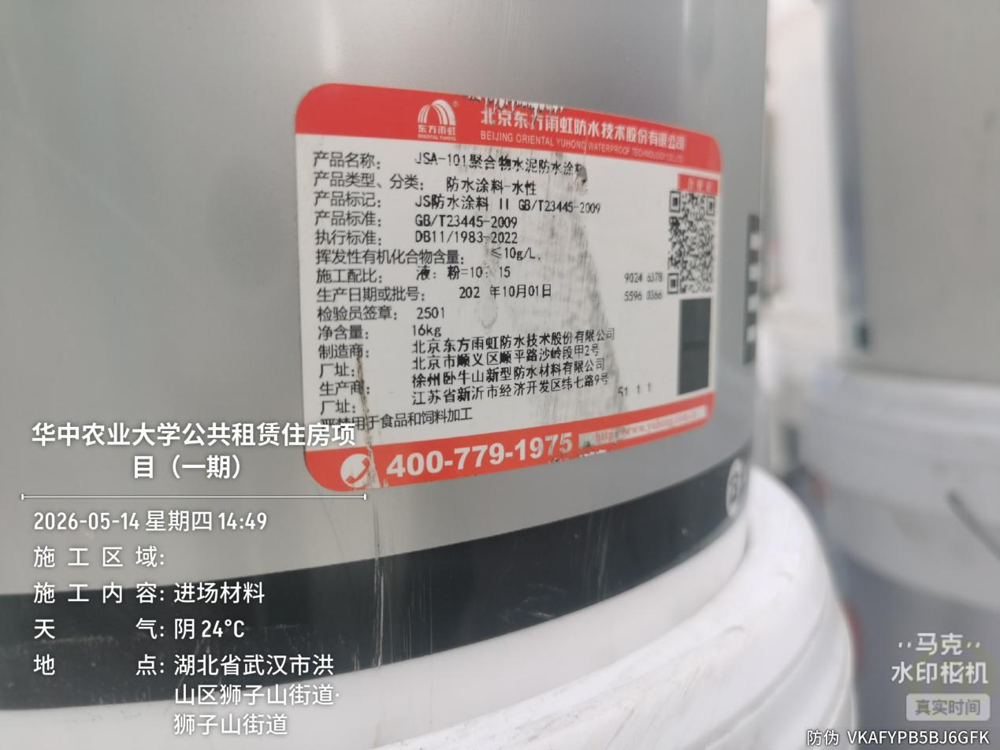 东方雨虹
ORIENTAL YUHONG
北京东方雨虹防水技术股份有限公司
BEIJING ORIENTAL YUHONG WATERPROOF TECHNOLOGY CO.,LTD
产品名称： JSA-101聚合物水泥防水涂料
产品类型、分类： 防水涂料-水性
产品标记： JS防水涂料 II GB/T23445-2009
产品标准： GB/T23445-2009
执行标准： DB11/1983-2022
挥发性有机化合物含量： ≤10g/L
施工配比： 液：粉=10：15
生产日期或批号： 202 年10月01日
检验员签章： 2501
净含量： 16kg
制造商： 北京东方雨虹防水技术股份有限公司
厂址： 北京市顺义区顺平路沙岭段甲2号
生产商： 徐州卧牛山新型防水材料有限公司
厂址： 江苏省新沂市经济开发区纬七路9号
严禁用于食品和饲料加工
9024 6378
5596 0366
51 1 1
400-779-1975
华中农业大学公共租赁住房项
目（一期）
2026-05-14 星期四 14:49
施工区域:
施工内容: 进场材料
天气: 阴 24°C
地点: 湖北省武汉市洪
山区狮子山街道·
狮子山街道
马克
水印相机
真实时间
防伪 VKAFYPB5BJ6GFK